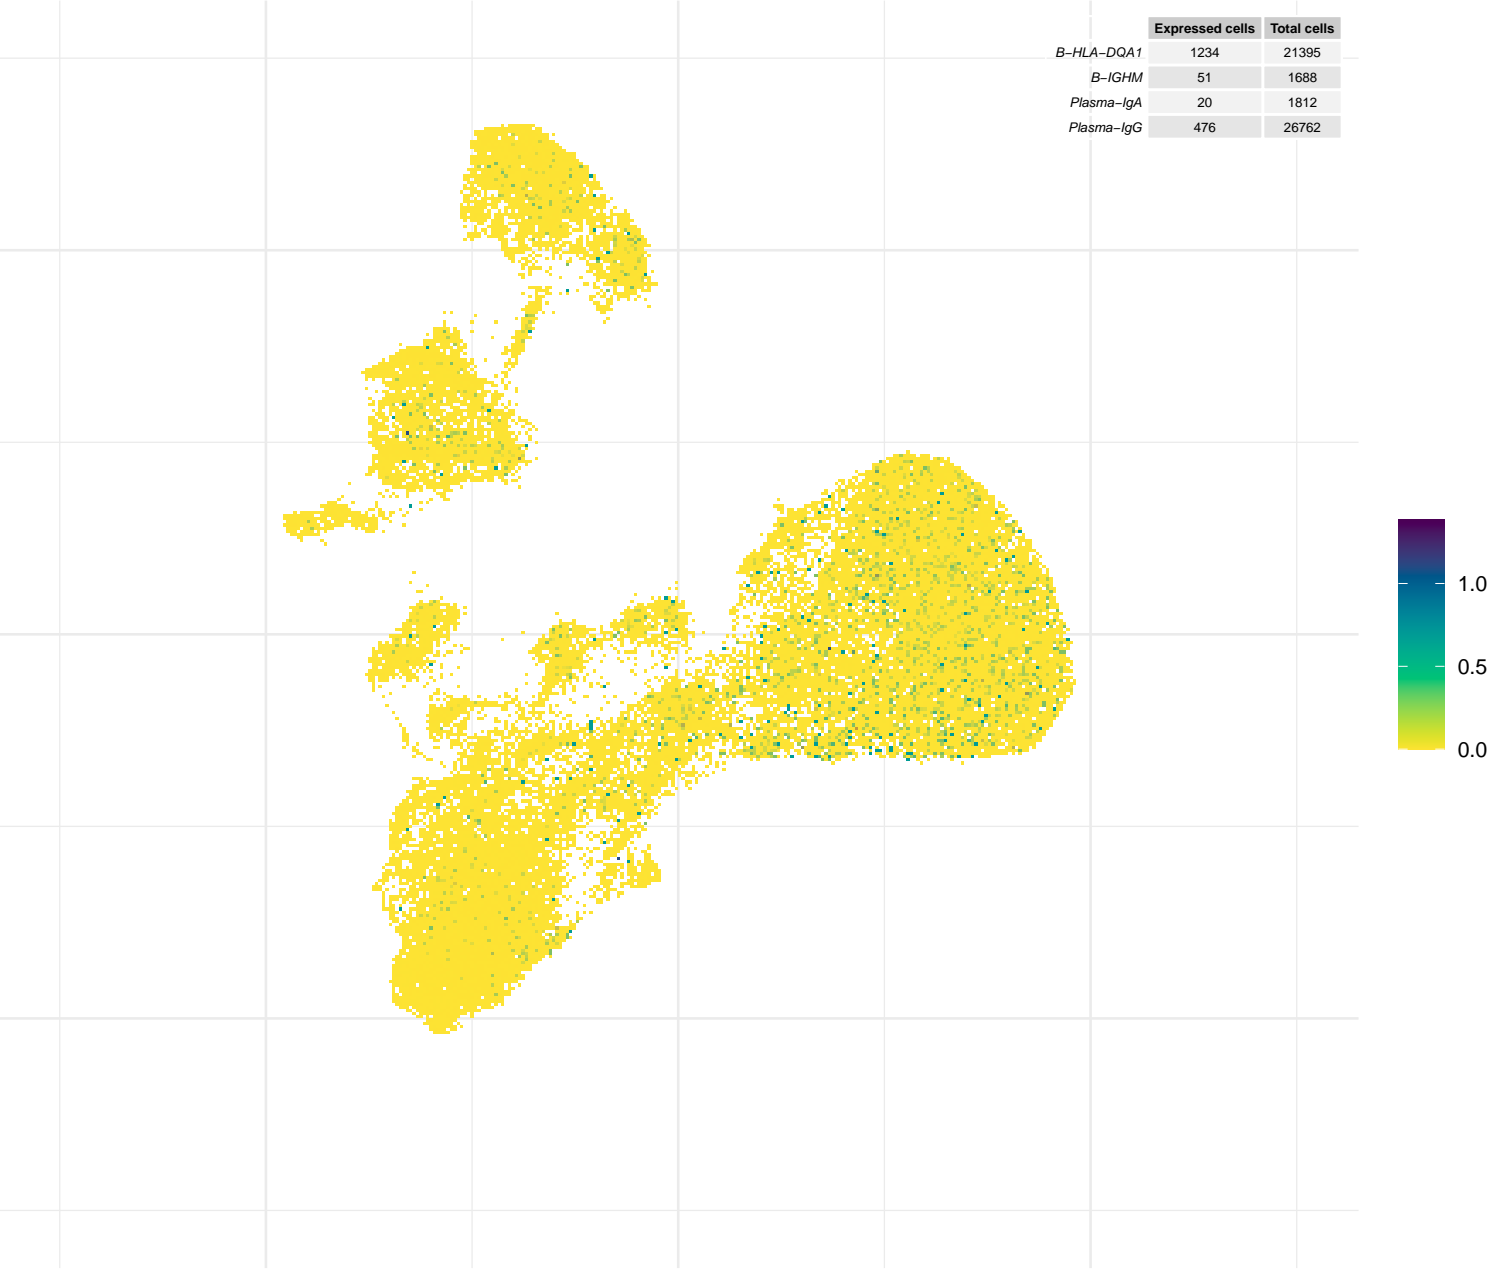 Expressed cells Total cells
B−HLA−DQA1 1234 21395
B−IGHM 51 1688
Plasma−IgA 20 1812
Plasma−IgG 476 26762
1.0
0.5
0.0